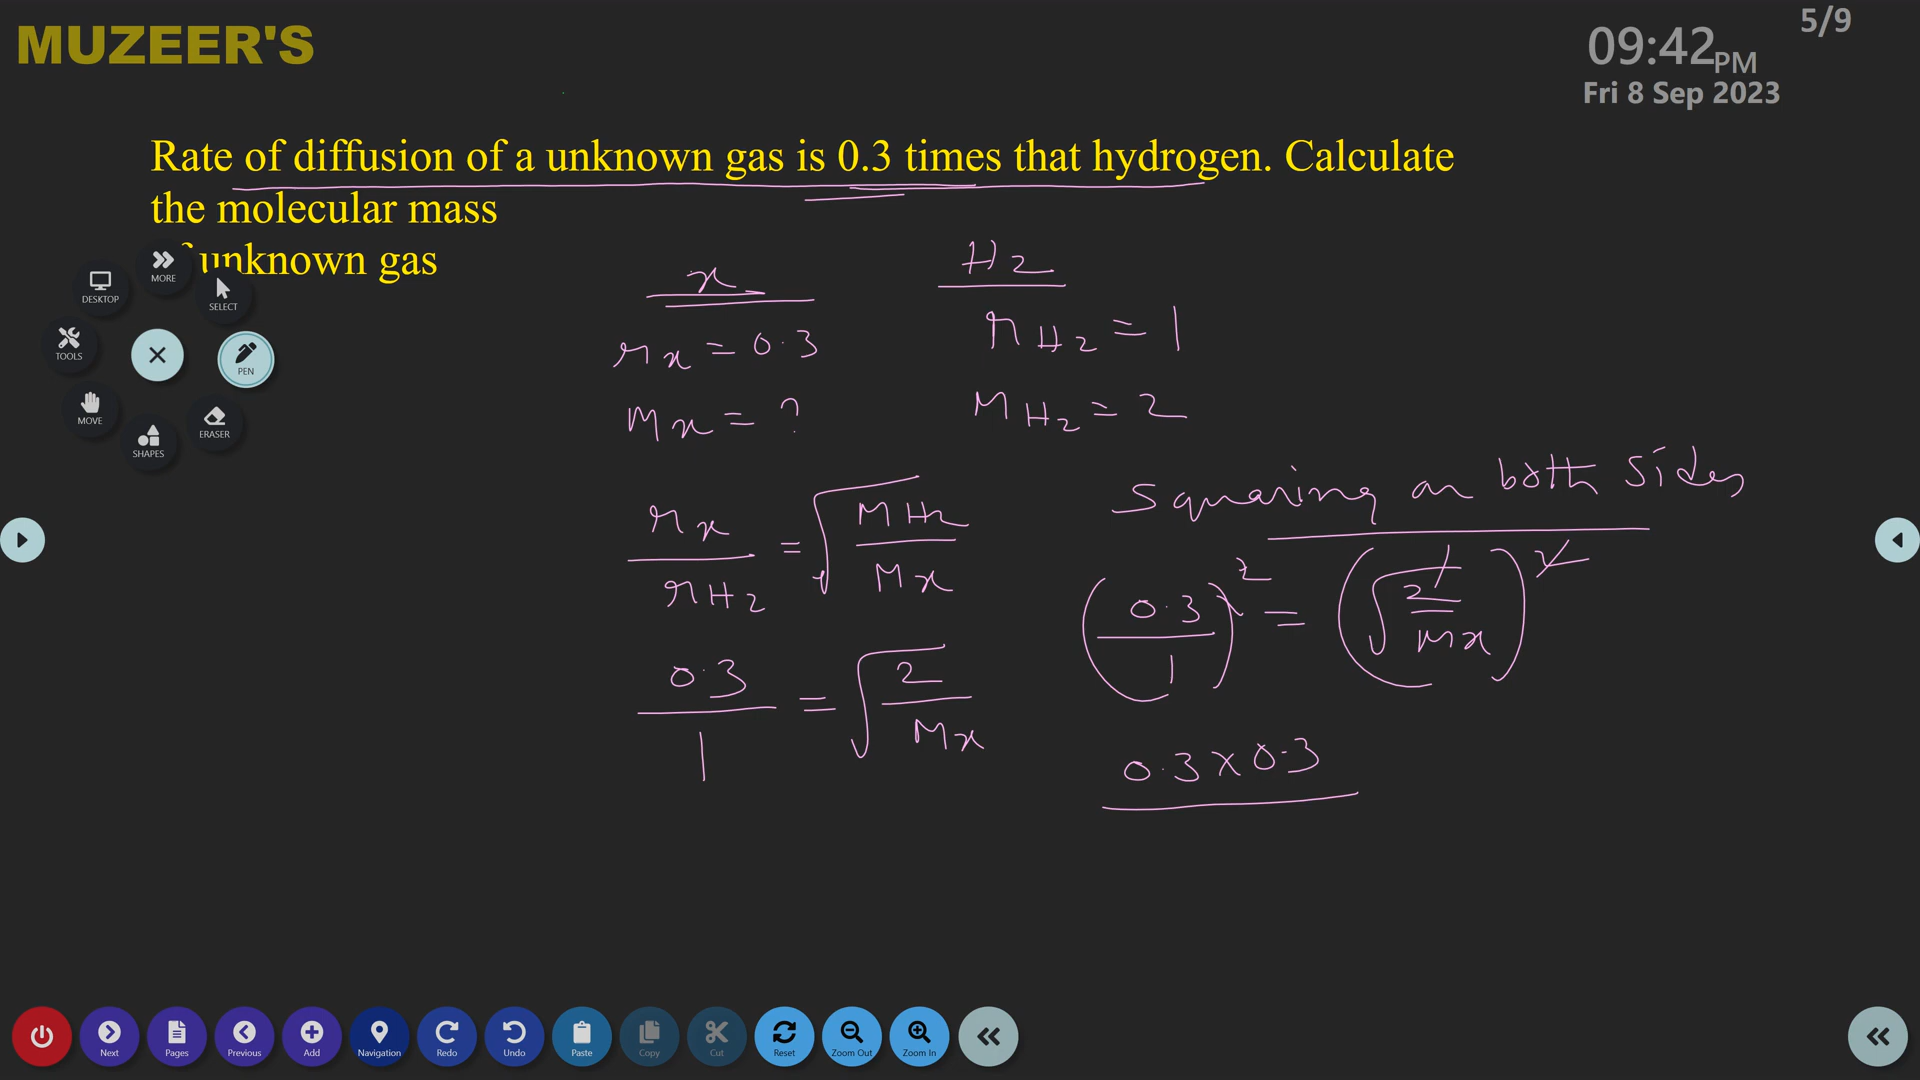 MUZEER'S
5/9
09:42PM
Fri 8 Sep 2023
Rate of diffusion of a unknown gas is 0.3 times that hydrogen. Calculate
the molecular mass
unknown gas
MORE
DESKTOP
SELECT
TOOLS
PEN
MOVE
ERASER
SHAPES
x
H2
rx = 0.3
rH2 = 1
Mx = ?
MH2 = 2
rx / rH2 = √(MH2 / Mx)
0.3 / 1 = √(2 / Mx)
Squaring on both sides
(0.3 / 1)^2 = (√(2 / Mx))^2
0.3 x 0.3
Next
Pages
Previous
Add
Navigation
Redo
Undo
Paste
Copy
Cut
Reset
Zoom Out
Zoom In